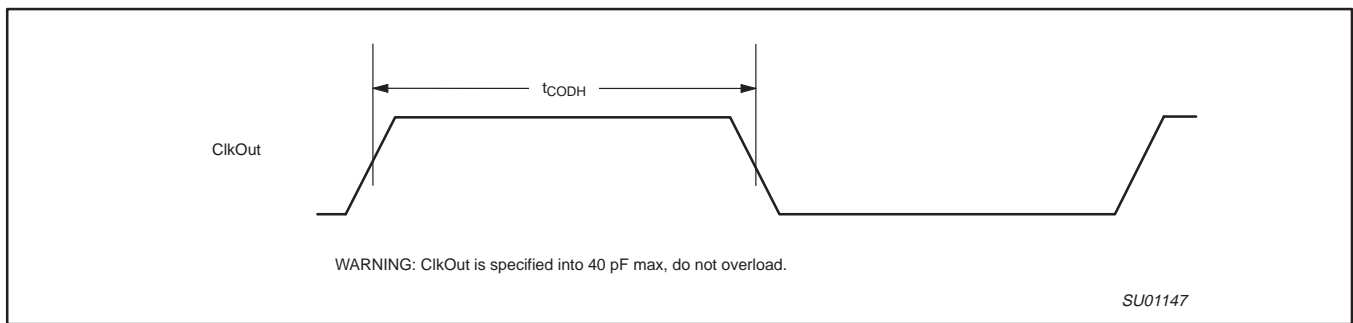 tCODH
ClkOut
WARNING: ClkOut is specified into 40 pF max, do not overload.
SU01147